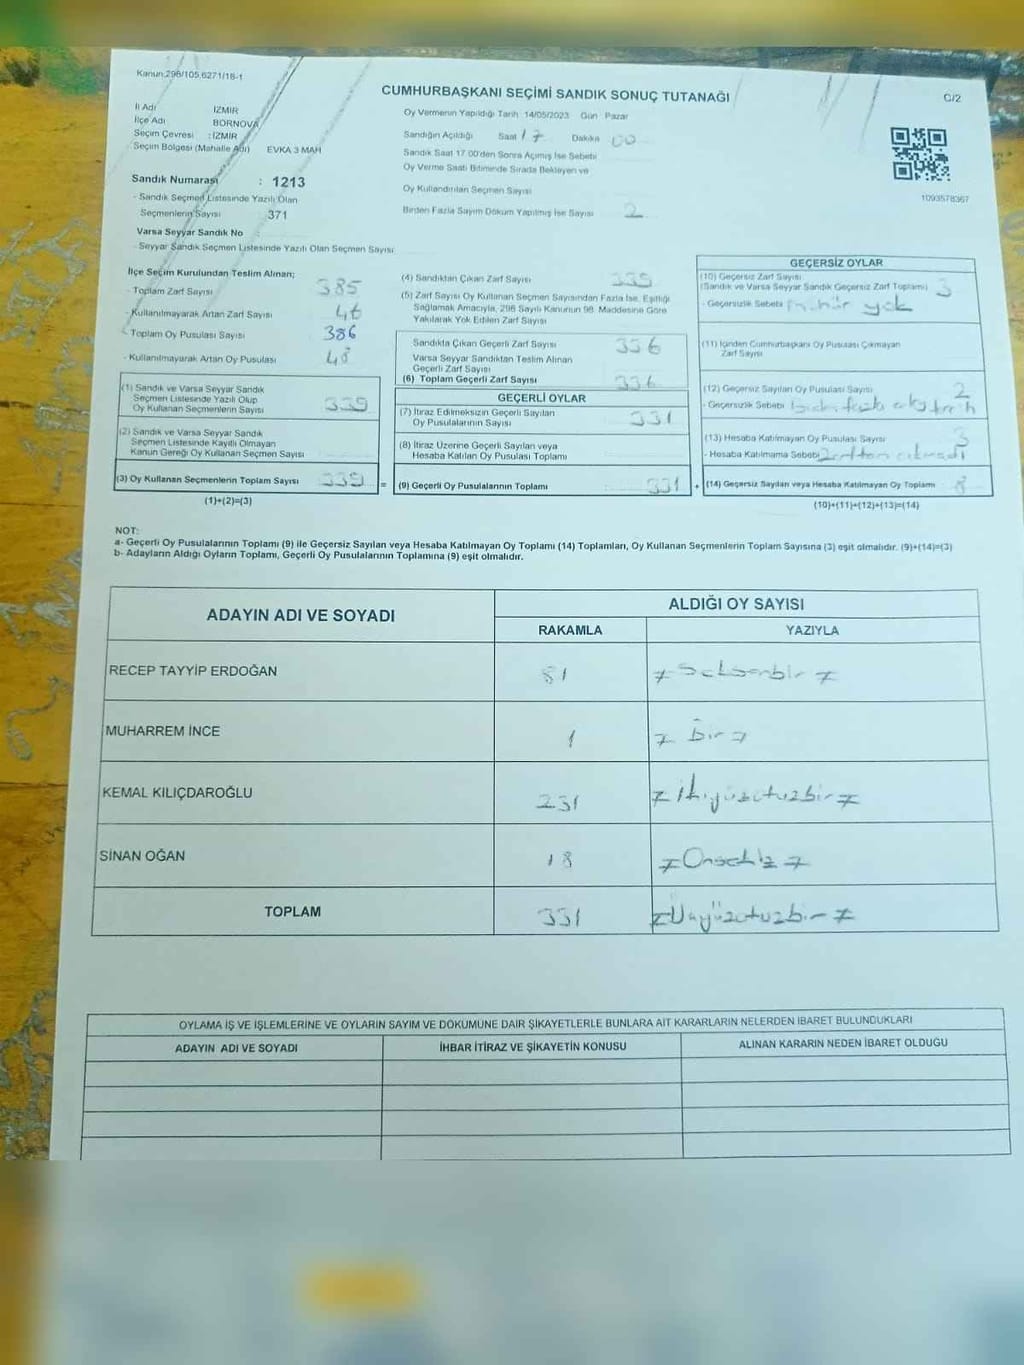 Kanun:298/105,6271/18-1
CUMHURBAŞKANI SEÇİMİ SANDIK SONUÇ TUTANAĞI
C/2
İl Adı İZMİR
İlçe Adı BORNOVA
Seçim Çevresi : İZMİR
Seçim Bölgesi (Mahalle Adı) EVKA 3 MAH
Sandık Numarası : 1213
- Sandık Seçmen Listesinde Yazılı Olan
Seçmenlerin Sayısı 371
Varsa Seyyar Sandık No :
- Seyyar Sandık Seçmen Listesinde Yazılı Olan Seçmen Sayısı
Oy Vermenin Yapıldığı Tarih 14/05/2023 Gün Pazar
Sandığın Açıldığı Saat 17 Dakika 00
Sandık Saat 17.00'den Sonra Açımış İse Sebebi
Oy Verme Saati Bitiminde Sırada Bekleyen ve
Oy Kullandırılan Seçmen Sayısı
Birden Fazla Sayım Döküm Yapılmış İse Sayısı 2
1093578367
İlçe Seçim Kurulundan Teslim Alınan;
- Toplam Zarf Sayısı 385
- Kullanılmayarak Artan Zarf Sayısı 46
- Toplam Oy Pusulası Sayısı 386
- Kullanılmayarak Artan Oy Pusulası 48
(1) Sandık ve Varsa Seyyar Sandık
Seçmen Listesinde Yazılı Olup
Oy Kullanan Seçmenlerin Sayısı 339
(2) Sandık ve Varsa Seyyar Sandık
Seçmen Listesinde Kayıtlı Olmayan
Kanun Gereği Oy Kullanan Seçmen Sayısı
(3) Oy Kullanan Seçmenlerin Toplam Sayısı 339
(1)+(2)=(3)
(4) Sandıktan Çıkan Zarf Sayısı 339
(5) Zarf Sayısı Oy Kullanan Seçmen Sayısından Fazla İse, Eşitliği
Sağlamak Amacıyla, 298 Sayılı Kanunun 98. Maddesine Göre
Yakılarak Yok Edilen Zarf Sayısı
Sandıkta Çıkan Geçerli Zarf Sayısı 336
Varsa Seyyar Sandıktan Teslim Alınan
Geçerli Zarf Sayısı
(6) Toplam Geçerli Zarf Sayısı 336
GEÇERLİ OYLAR
(7) İtiraz Edilmeksizin Geçerli Sayılan
Oy Pusulalarının Sayısı 331
(8) İtiraz Üzerine Geçerli Sayılan veya
Hesaba Katılan Oy Pusulası Toplamı
= (9) Geçerli Oy Pusulalarının Toplamı 331 +
GEÇERSİZ OYLAR
(10) Geçersiz Zarf Sayısı
(Sandık ve Varsa Seyyar Sandık Geçersiz Zarf Toplamı) 3
- Geçersizlik Sebebi mühür yok
(11) İçinden Cumhurbaşkanı Oy Pusulası Çıkmayan
Zarf Sayısı
(12) Geçersiz Sayılan Oy Pusulası Sayısı 2
- Geçersizlik Sebebi
(13) Hesaba Katılmayan Oy Pusulası Sayısı 3
- Hesaba Katılmama Sebebi Zarftan çıkmadı
(14) Geçersiz Sayılan veya Hesaba Katılmayan Oy Toplamı 8
(10)+(11)+(12)+(13)=(14)
NOT:
a- Geçerli Oy Pusulalarının Toplamı (9) ile Geçersiz Sayılan veya Hesaba Katılmayan Oy Toplamı (14) Toplamları, Oy Kullanan Seçmenlerin Toplam Sayısına (3) eşit olmalıdır. (9)+(14)=(3)
b- Adayların Aldığı Oyların Toplamı, Geçerli Oy Pusulalarının Toplamına (9) eşit olmalıdır.
ADAYIN ADI VE SOYADI ALDIĞI OY SAYISI
RAKAMLA YAZIYLA
RECEP TAYYİP ERDOĞAN 81 Seksenbir
MUHARREM İNCE 1 Bir
KEMAL KILIÇDAROĞLU 231 İkiyüzotuzbir
SİNAN OĞAN 18 Onsekiz
TOPLAM 331 Üçyüzotuzbir
OYLAMA İŞ VE İŞLEMLERİNE VE OYLARIN SAYIM VE DÖKÜMÜNE DAİR ŞİKAYETLERLE BUNLARA AİT KARARLARIN NELERDEN İBARET BULUNDUKLARI
ADAYIN ADI VE SOYADI İHBAR İTİRAZ VE ŞİKAYETİN KONUSU ALINAN KARARIN NEDEN İBARET OLDUĞU